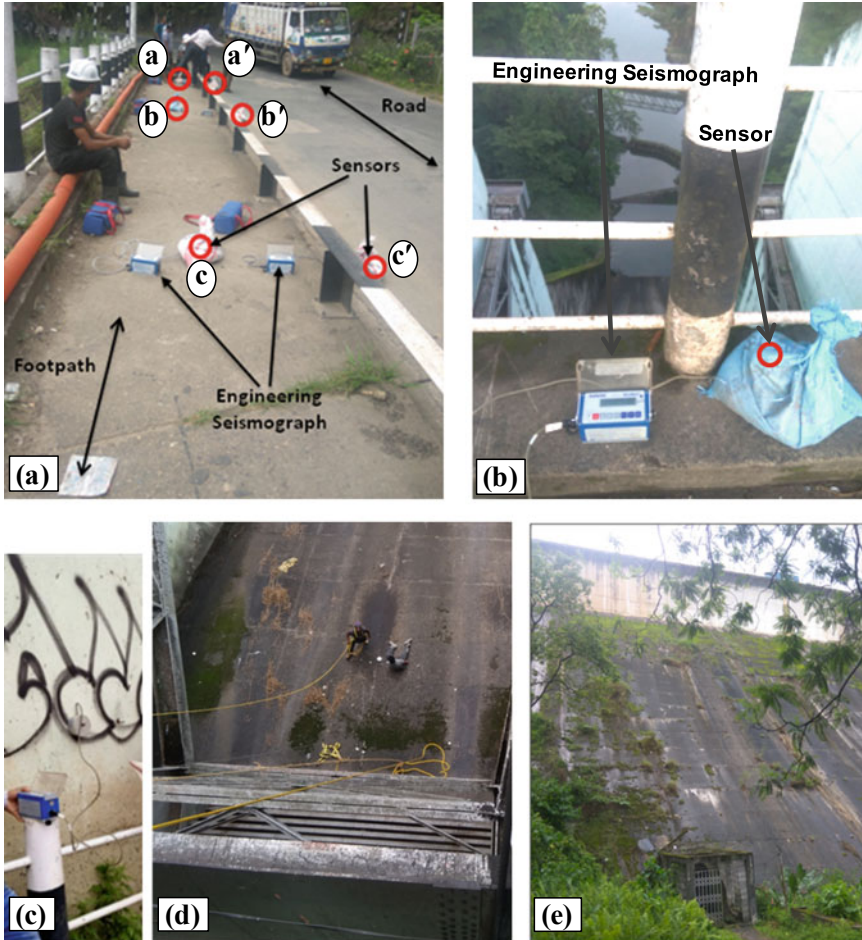 a
a′
b
b′
Road
Sensors
c
c′
Footpath
Engineering
Seismograph
(a)
Engineering Seismograph
Sensor
(b)
(c)
(d)
(e)